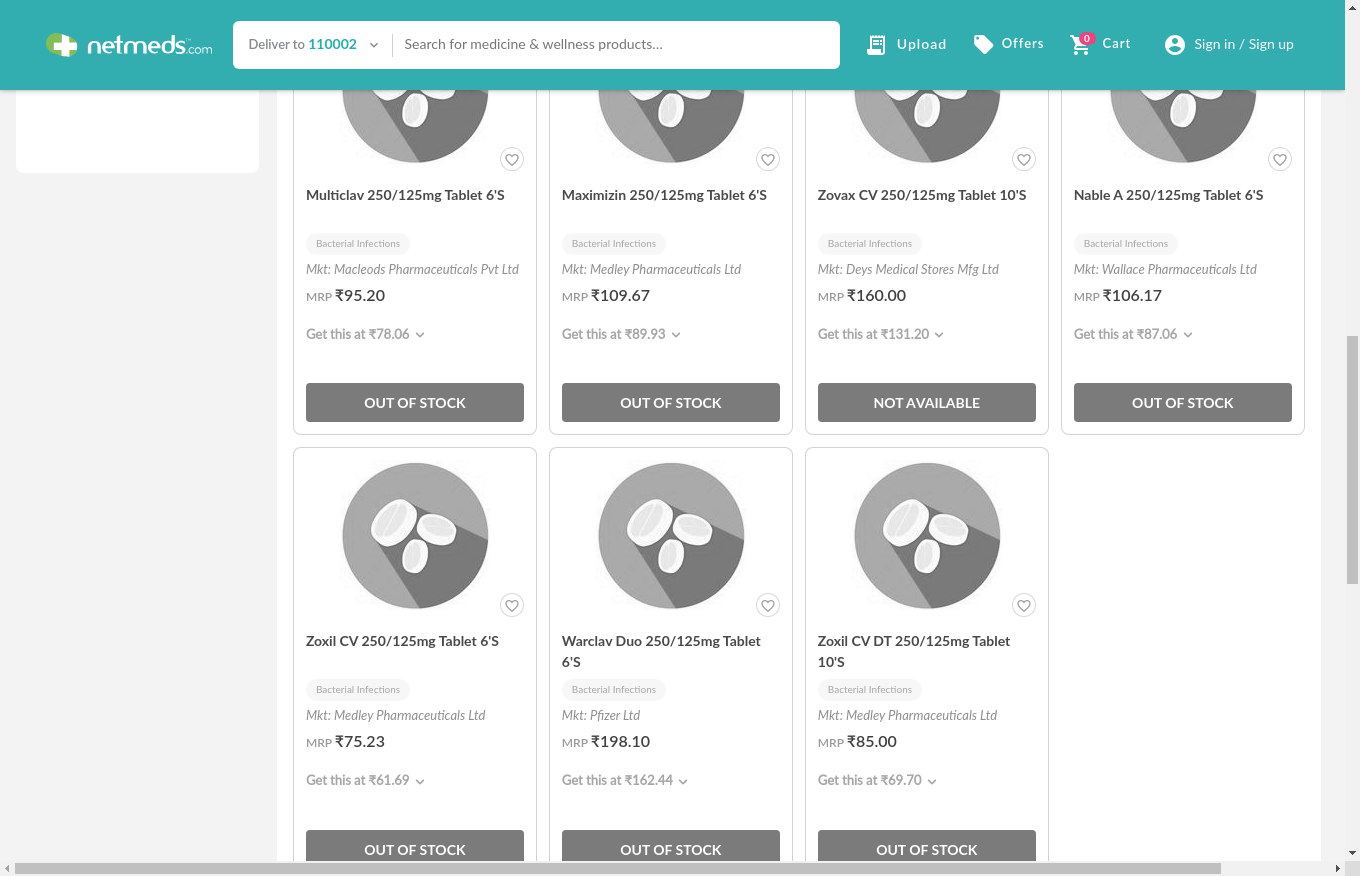 netmeds.com
Deliver to 110002
Search for medicine & wellness products...
Upload
Offers
0
Cart
Sign in / Sign up
Multiclav 250/125mg Tablet 6'S
Bacterial Infections
Mkt: Macleods Pharmaceuticals Pvt Ltd
MRP ₹95.20
Get this at ₹78.06
OUT OF STOCK
Maximizin 250/125mg Tablet 6'S
Bacterial Infections
Mkt: Medley Pharmaceuticals Ltd
MRP ₹109.67
Get this at ₹89.93
OUT OF STOCK
Zovax CV 250/125mg Tablet 10'S
Bacterial Infections
Mkt: Deys Medical Stores Mfg Ltd
MRP ₹160.00
Get this at ₹131.20
NOT AVAILABLE
Nable A 250/125mg Tablet 6'S
Bacterial Infections
Mkt: Wallace Pharmaceuticals Ltd
MRP ₹106.17
Get this at ₹87.06
OUT OF STOCK
Zoxil CV 250/125mg Tablet 6'S
Bacterial Infections
Mkt: Medley Pharmaceuticals Ltd
MRP ₹75.23
Get this at ₹61.69
OUT OF STOCK
Warclav Duo 250/125mg Tablet
6'S
Bacterial Infections
Mkt: Pfizer Ltd
MRP ₹198.10
Get this at ₹162.44
OUT OF STOCK
Zoxil CV DT 250/125mg Tablet
10'S
Bacterial Infections
Mkt: Medley Pharmaceuticals Ltd
MRP ₹85.00
Get this at ₹69.70
OUT OF STOCK